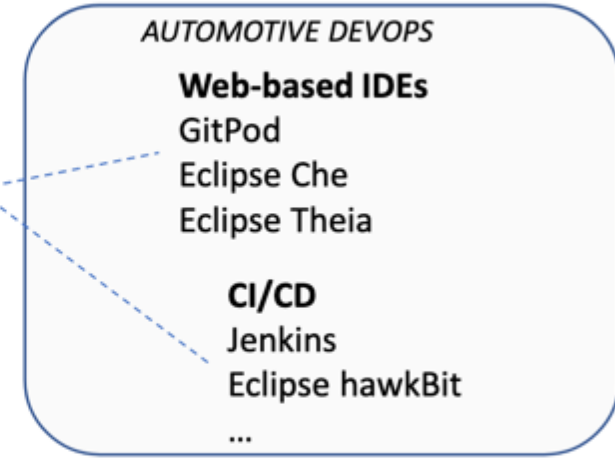 AUTOMOTIVE DEVOPS
Web-based IDEs
GitPod
Eclipse Che
Eclipse Theia
CI/CD
Jenkins
Eclipse hawkBit
...